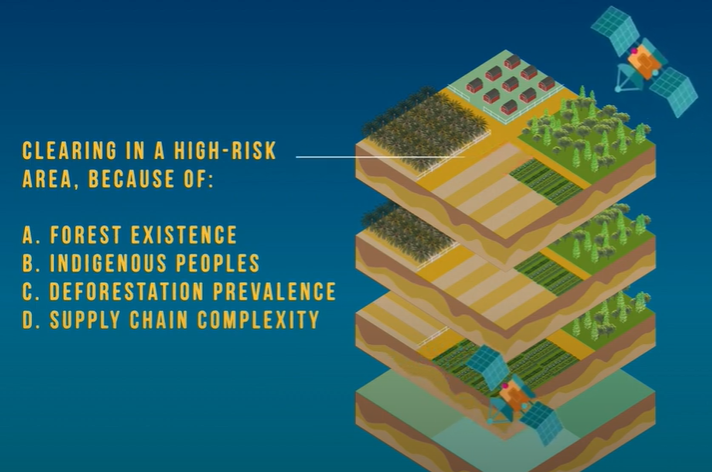 CLEARING IN A HIGH-RISK
AREA, BECAUSE OF:
A. FOREST EXISTENCE
B. INDIGENOUS PEOPLES
C. DEFORESTATION PREVALENCE
D. SUPPLY CHAIN COMPLEXITY